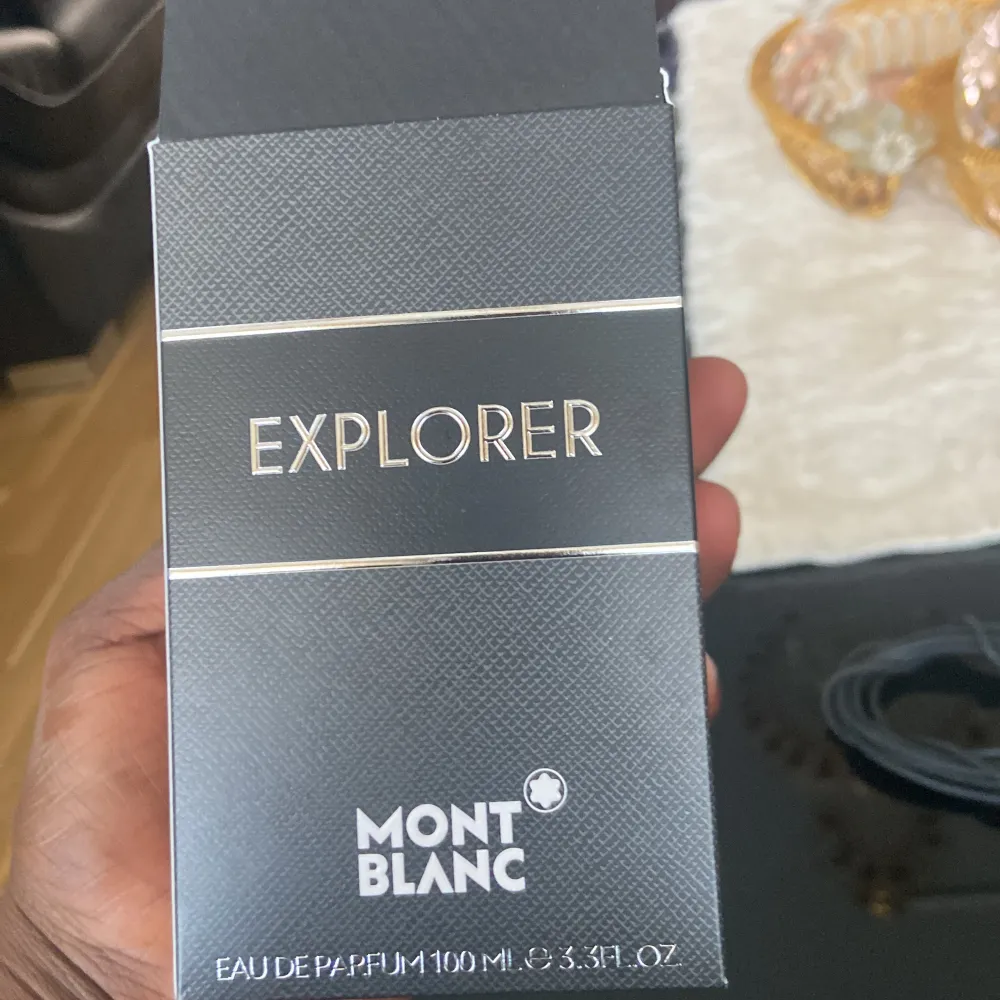 EXPLORER
MONT
BLANC
EAU DE PARFUM 100 ML ℮ 3.3FL.OZ.